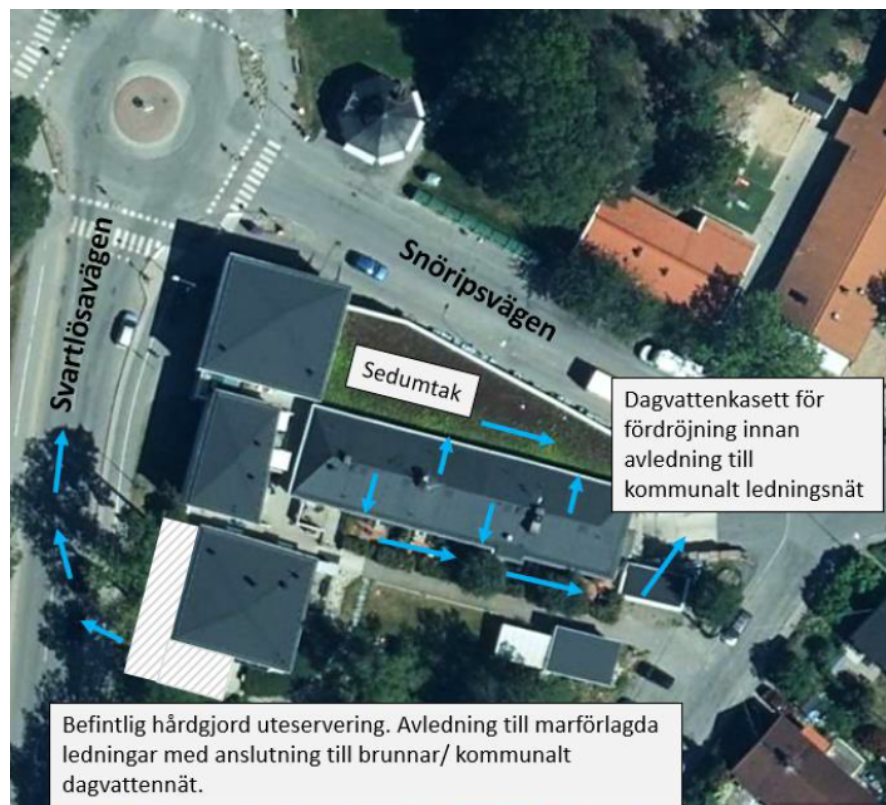 Snöripsvägen
Svartlösavägen
Sedumtak
Dagvattenkasett för
fördröjning innan
avledning till
kommunalt ledningsnät
Befintlig hårdgjord uteservering. Avledning till marförlagda
ledningar med anslutning till brunnar/ kommunalt
dagvattennät.